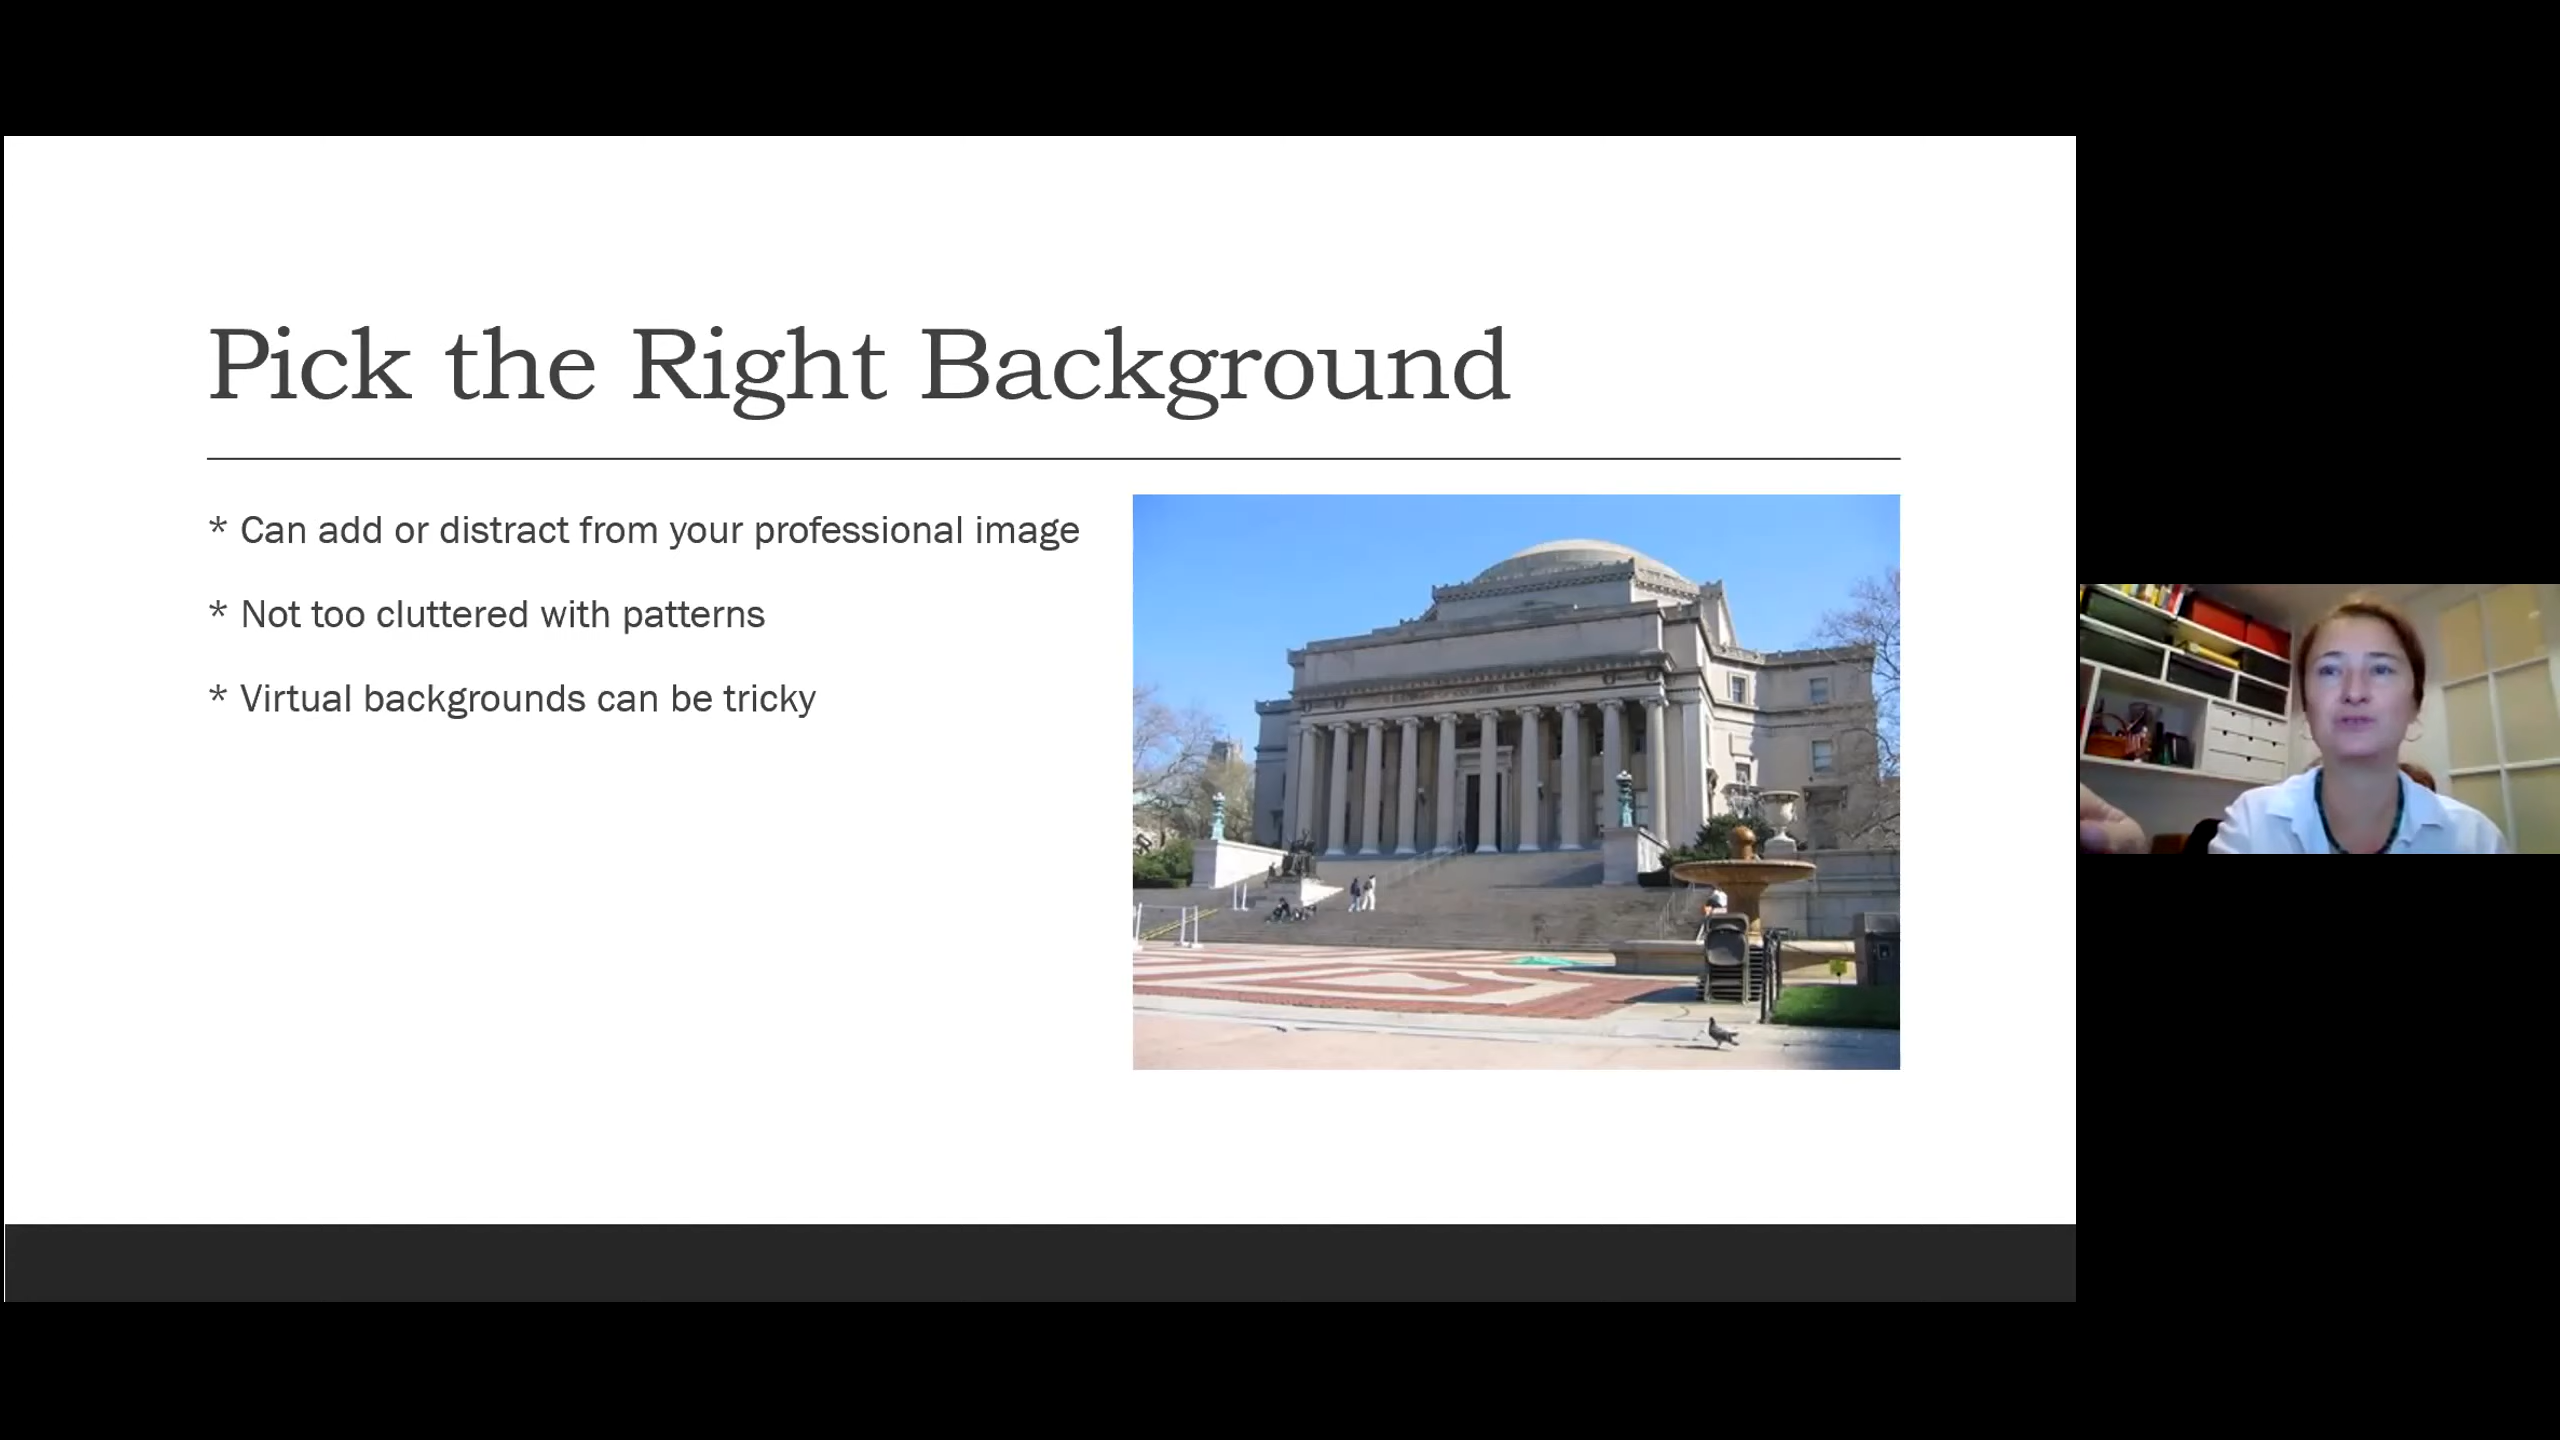 Pick the Right Background
* Can add or distract from your professional image
* Not too cluttered with patterns
* Virtual backgrounds can be tricky